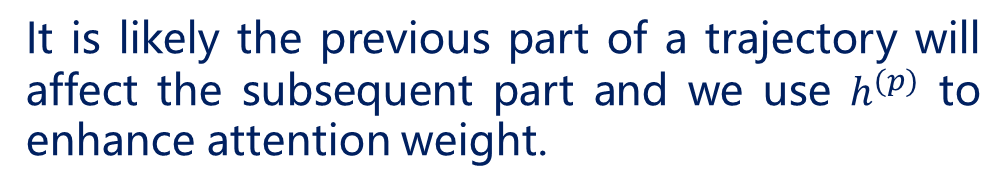 It is likely the previous part of a trajectory will
affect the subsequent part and we use h⁽ᵖ⁾ to
enhance attention weight.